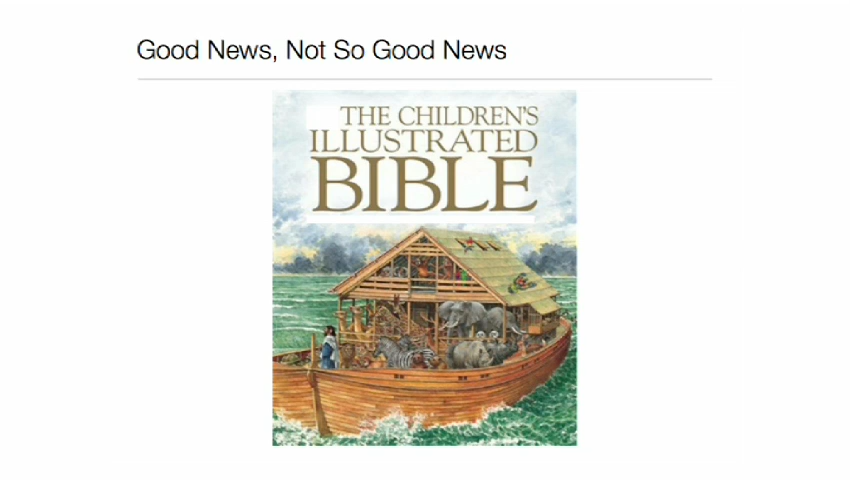 Good News, Not So Good News
THE CHILDREN'S
ILLUSTRATED
BIBLE